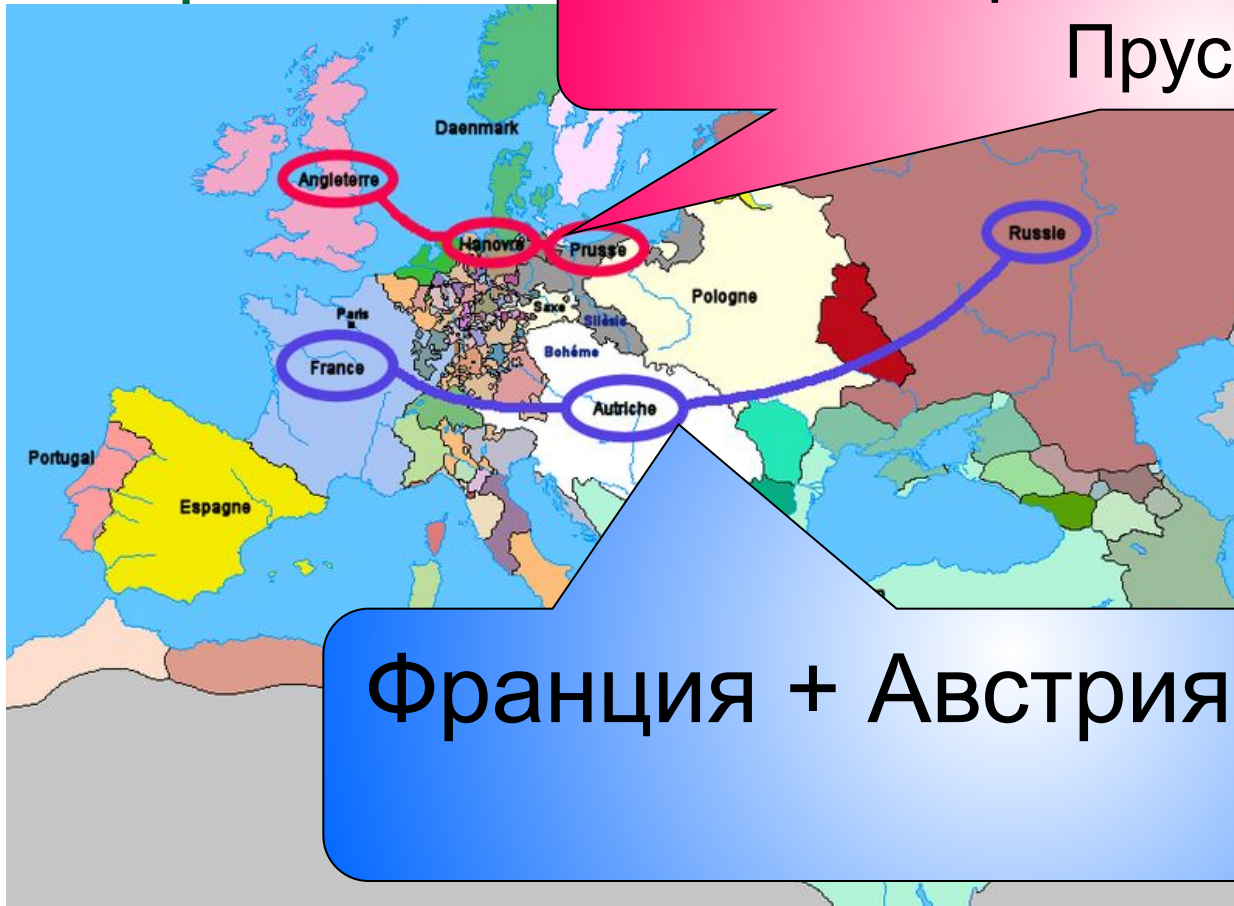 Прус
Daenmark
Angleterre
Hanovre
Prusse
Russie
Pologne
Saxe
Silésie
Paris
Bohéme
France
Autriche
Portugal
Espagne
Франция + Австрия